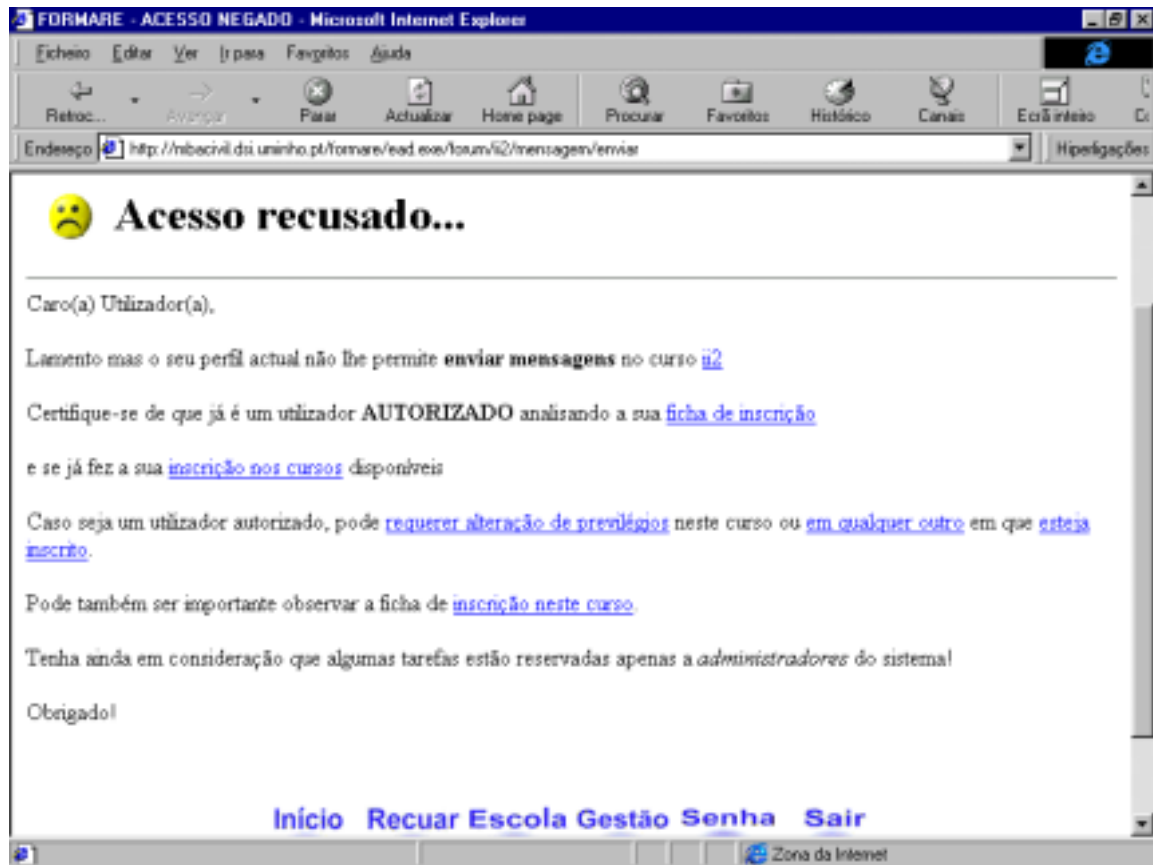 FORMARE - ACESSO NEGADO - Microsoft Internet Explorer
Ficheiro Editar Ver Ir para Favoritos Ajuda
Retroc... Avançar Parar Actualizar Home page Procurar Favoritos Histórico Canais Ecrã inteiro
Endereço http://mbacivil.dsi.uminho.pt/formare/ead.exe/forum/ii2/mensagem/enviar Hiperligações
Acesso recusado...
Caro(a) Utilizador(a),
Lamento mas o seu perfil actual não lhe permite enviar mensagens no curso ii2
Certifique-se de que já é um utilizador AUTORIZADO analisando a sua ficha de inscrição
e se já fez a sua inscrição nos cursos disponíveis
Caso seja um utilizador autorizado, pode requerer alteração de previlégios neste curso ou em qualquer outro em que esteja
inscrito.
Pode também ser importante observar a ficha de inscrição neste curso.
Tenha ainda em consideração que algumas tarefas estão reservadas apenas a administradores do sistema!
Obrigado!
Início Recuar Escola Gestão Senha Sair
Zona da Internet